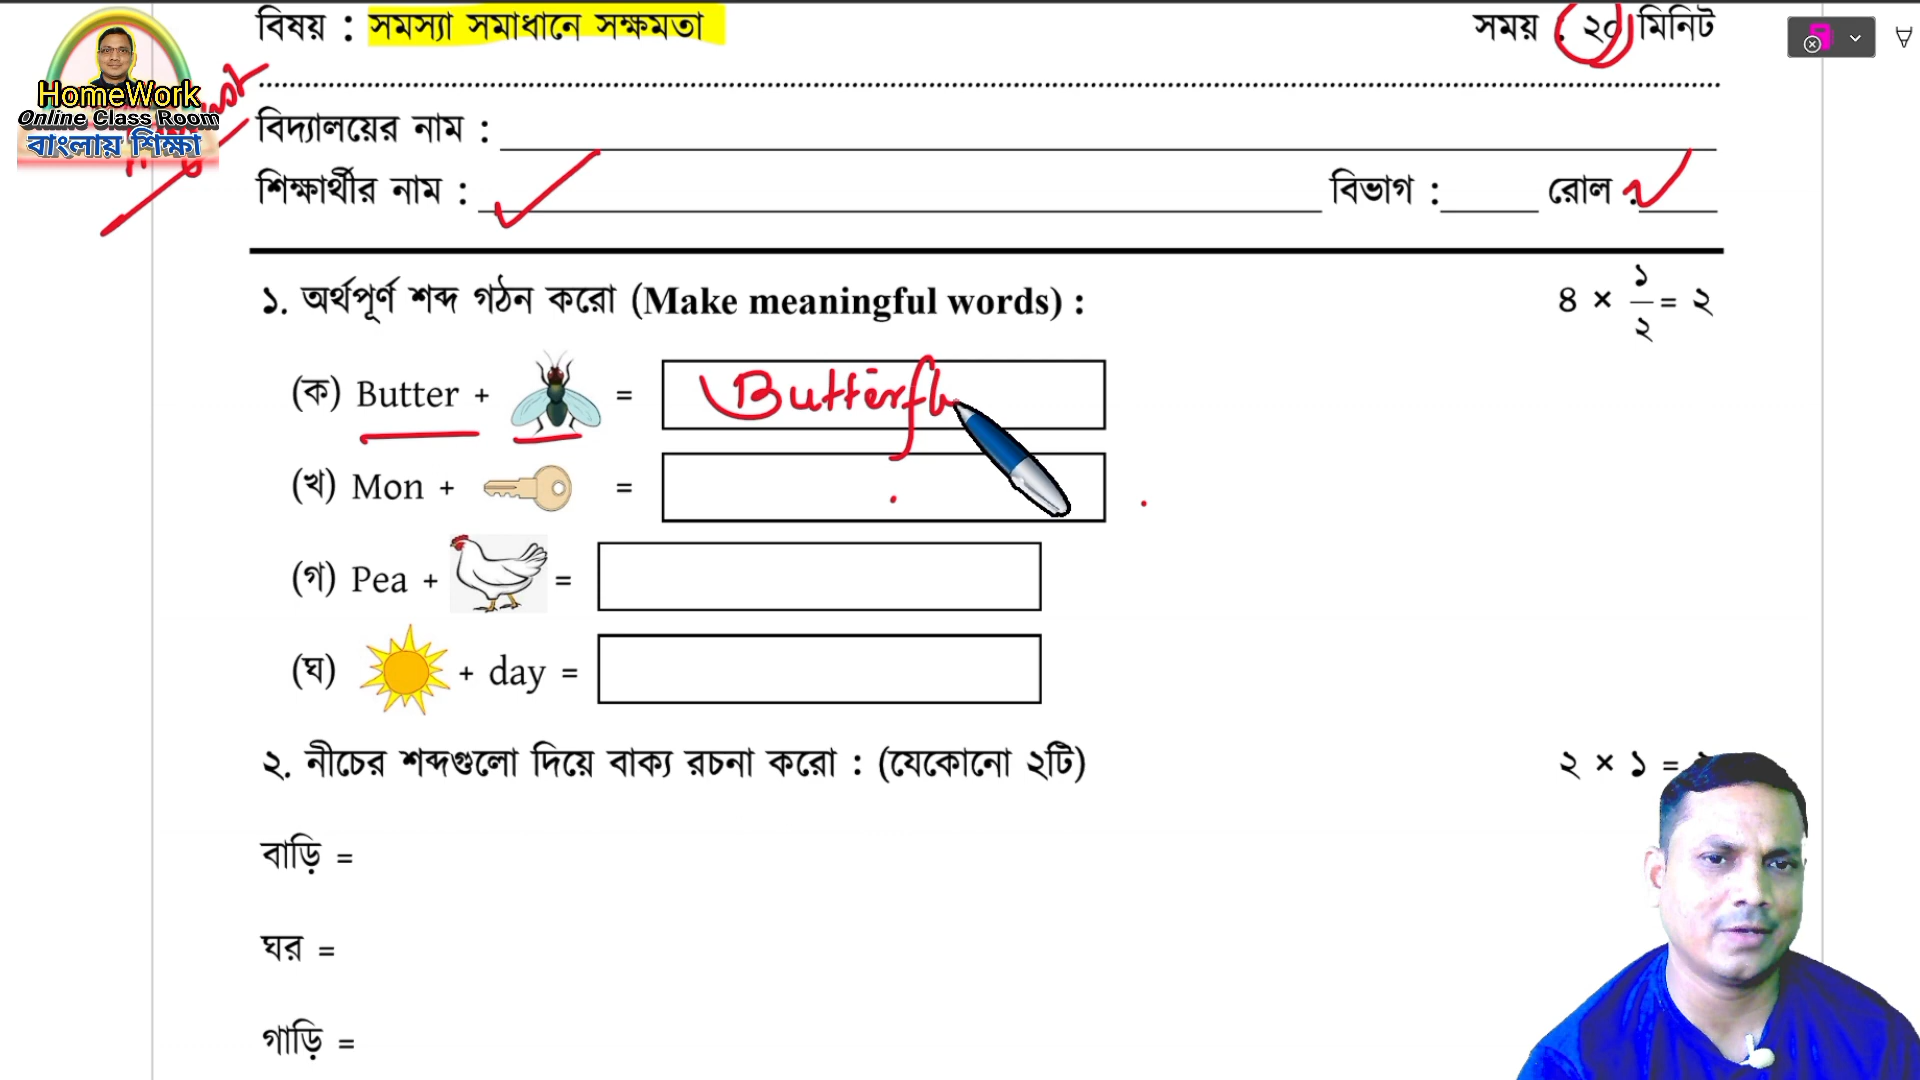 বিষয় : সমস্যা সমাধানে সক্ষমতা সময় : ২০ মিনিট
HomeWork
Online Class Room
বাংলায় শিক্ষা
বিদ্যালয়ের নাম :
শিক্ষার্থীর নাম : বিভাগ : রোল :
১. অর্থপূর্ণ শব্দ গঠন করো (Make meaningful words) : ৪ × ১/২ = ২
(ক) Butter + = Butterfl
(খ) Mon + =
(গ) Pea + =
(ঘ) + day =
২. নীচের শব্দগুলো দিয়ে বাক্য রচনা করো : (যেকোনো ২টি) ২ × ১ =
বাড়ি =
ঘর =
গাড়ি =